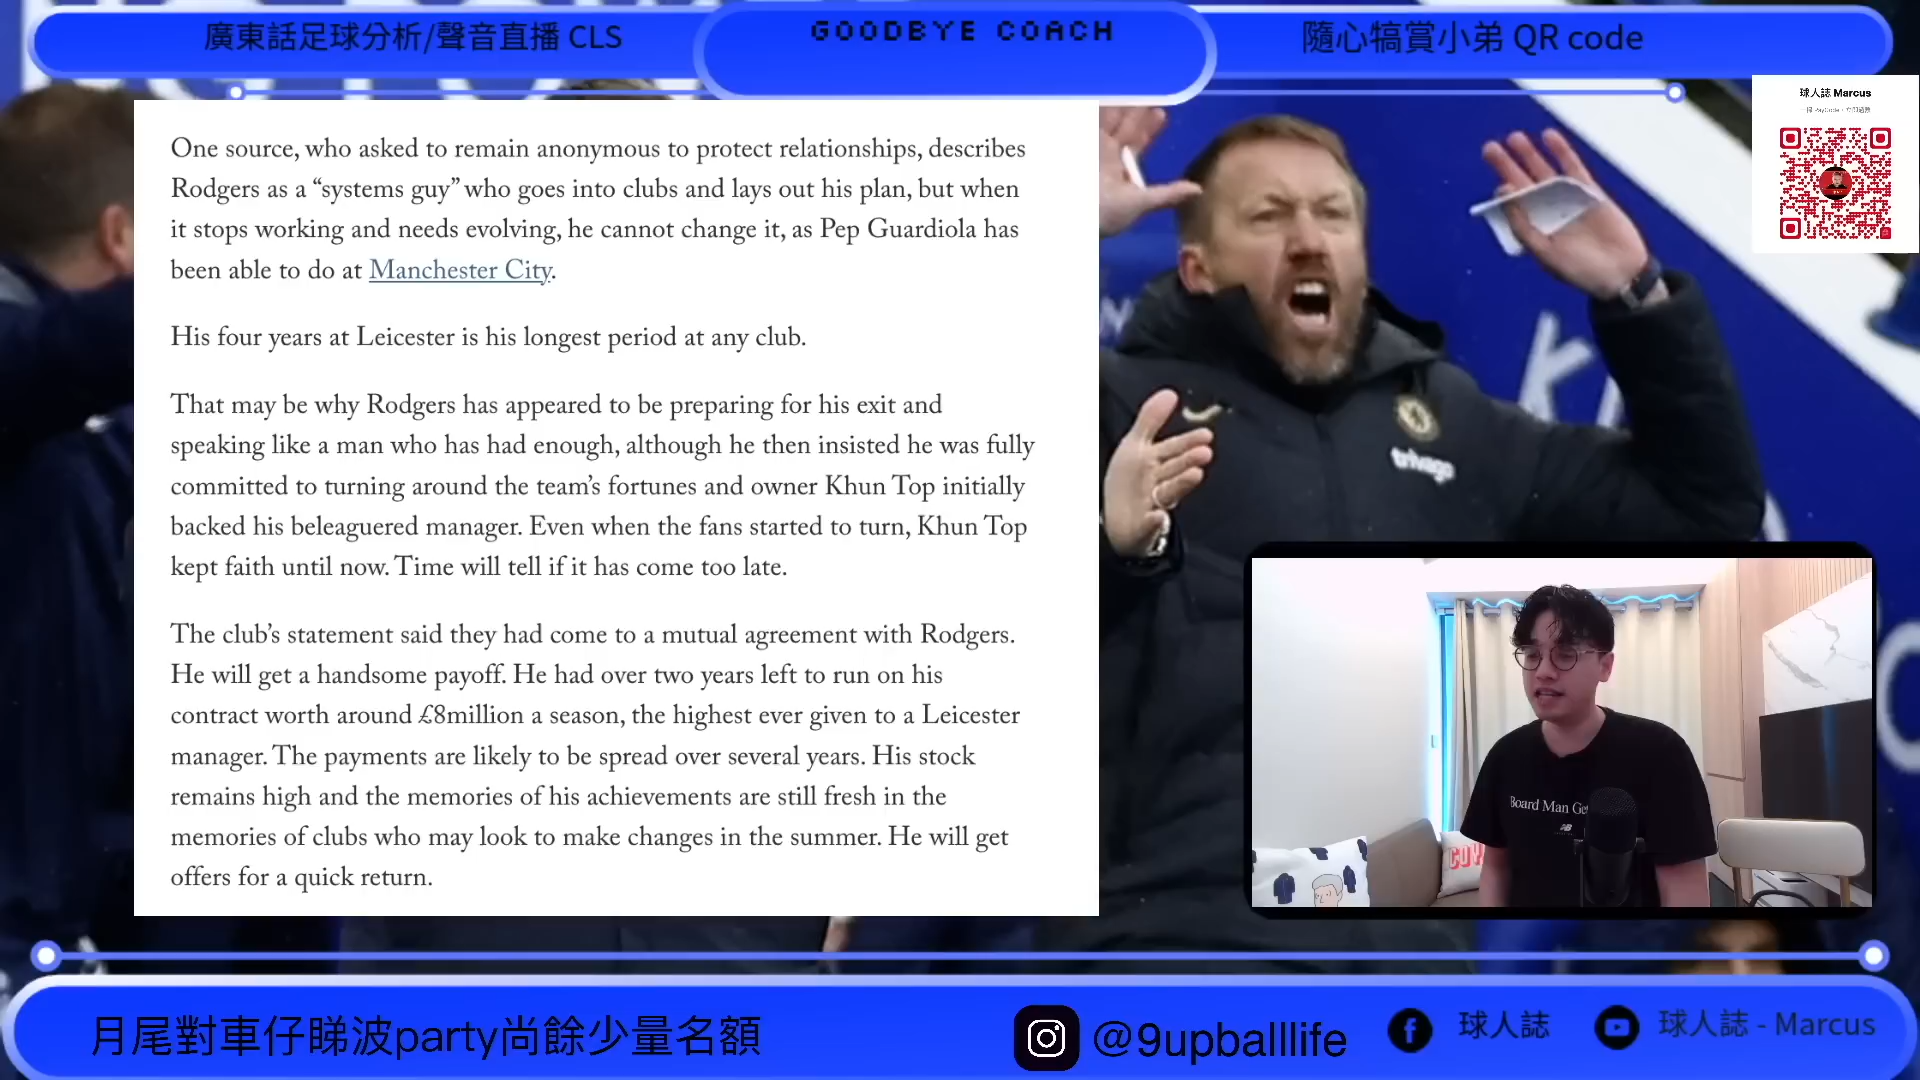 廣東話足球分析/聲音直播 CLS
GOODBYE COACH
隨心犒賞小弟 QR code
球人誌 Marcus
One source, who asked to remain anonymous to protect relationships, describes
Rodgers as a “systems guy” who goes into clubs and lays out his plan, but when
it stops working and needs evolving, he cannot change it, as Pep Guardiola has
been able to do at Manchester City.
His four years at Leicester is his longest period at any club.
That may be why Rodgers has appeared to be preparing for his exit and
speaking like a man who has had enough, although he then insisted he was fully
committed to turning around the team’s fortunes and owner Khun Top initially
backed his beleaguered manager. Even when the fans started to turn, Khun Top
kept faith until now. Time will tell if it has come too late.
The club’s statement said they had come to a mutual agreement with Rodgers.
He will get a handsome payoff. He had over two years left to run on his
contract worth around £8million a season, the highest ever given to a Leicester
manager. The payments are likely to be spread over several years. His stock
remains high and the memories of his achievements are still fresh in the
memories of clubs who may look to make changes in the summer. He will get
offers for a quick return.
trivago
Board Man Ge
COY
月尾對車仔睇波party尚餘少量名額
@9upballlife
球人誌
球人誌 - Marcus